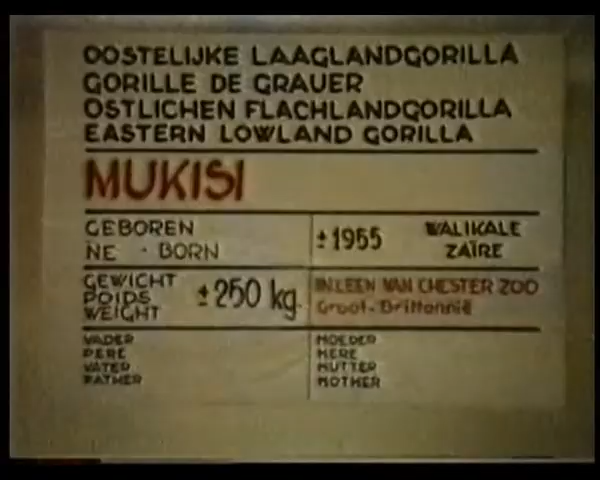 OOSTELIJKE LAAGLANDGORILLA
GORILLE DE GRAUER
OSTLICHEN FLACHLANDGORILLA
EASTERN LOWLAND GORILLA
MUKISI
GEBOREN
NE - BORN
± 1955
WALIKALE
ZAÏRE
GEWICHT
POIDS
WEIGHT
± 250 kg.
IN LEEN VAN CHESTER ZOO
Groot-Brittannië
VADER
PERE
VATER
FATHER
MOEDER
MERE
MUTTER
MOTHER